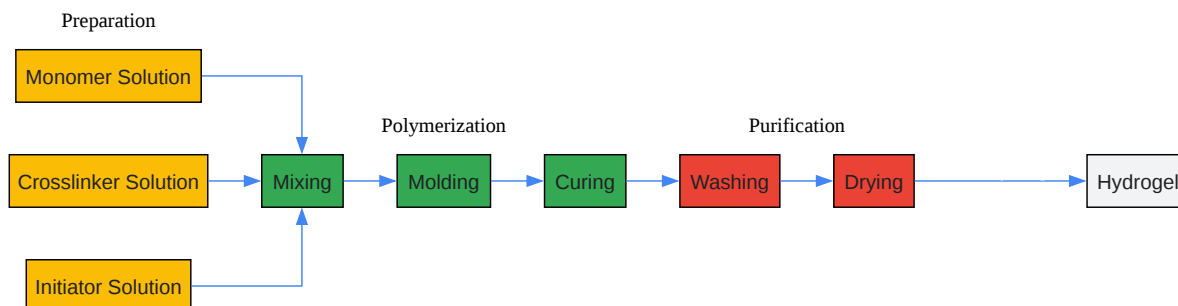 Preparation
Monomer Solution
Polymerization
Purification
Crosslinker Solution
Mixing
Molding
Curing
Washing
Drying
Hydrogel
Initiator Solution